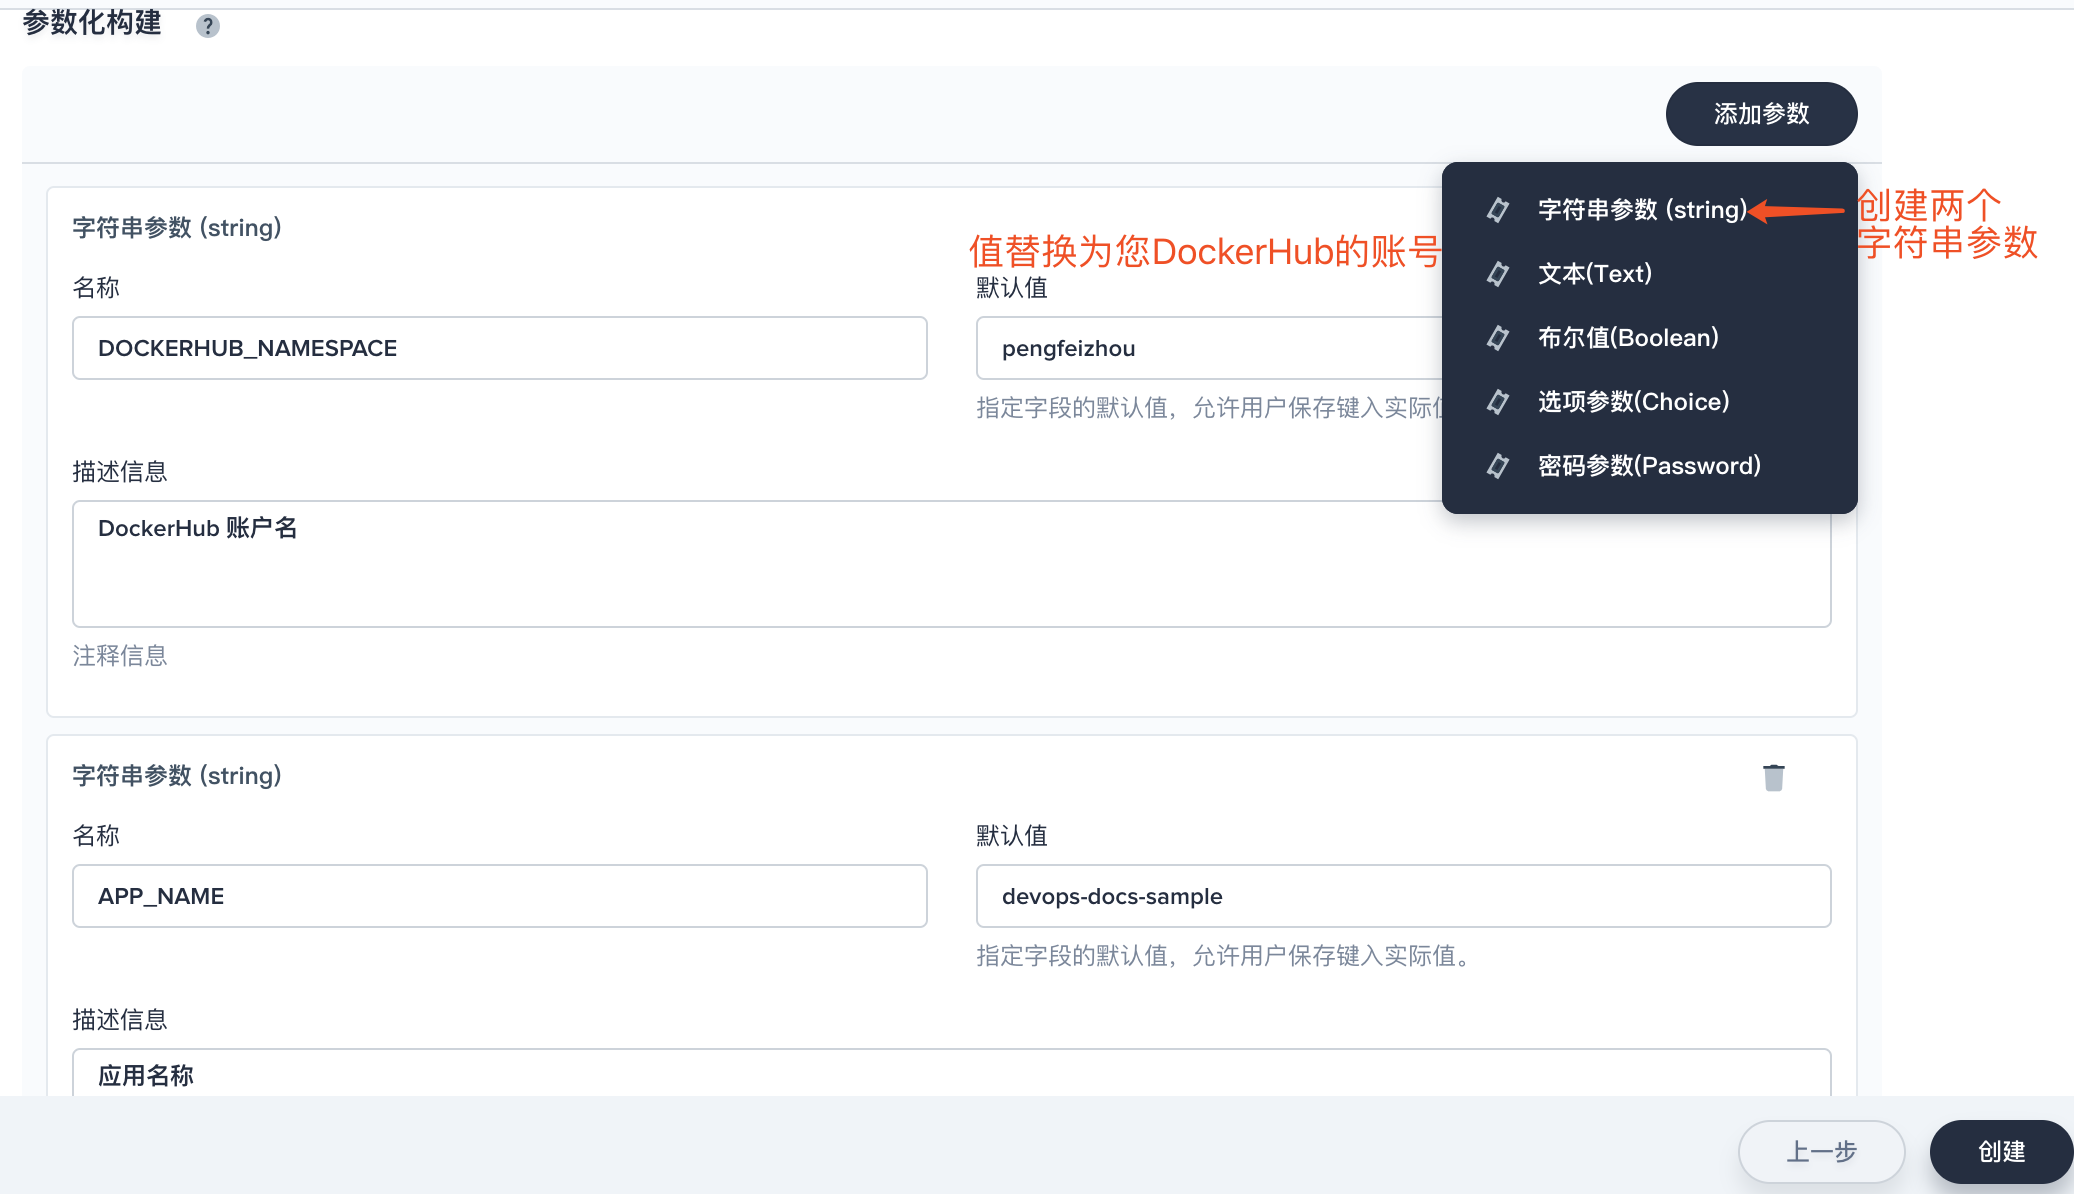 参数化构建
?
添加参数
字符串参数 (string)
值替换为您DockerHub的账号
名称
默认值
DOCKERHUB_NAMESPACE
pengfeizhou
指定字段的默认值，允许用户保存键入实际值
字符串参数 (string)
文本(Text)
布尔值(Boolean)
选项参数(Choice)
密码参数(Password)
创建两个
字符串参数
描述信息
DockerHub 账户名
注释信息
字符串参数 (string)
名称
默认值
APP_NAME
devops-docs-sample
指定字段的默认值，允许用户保存键入实际值。
描述信息
应用名称
上一步
创建